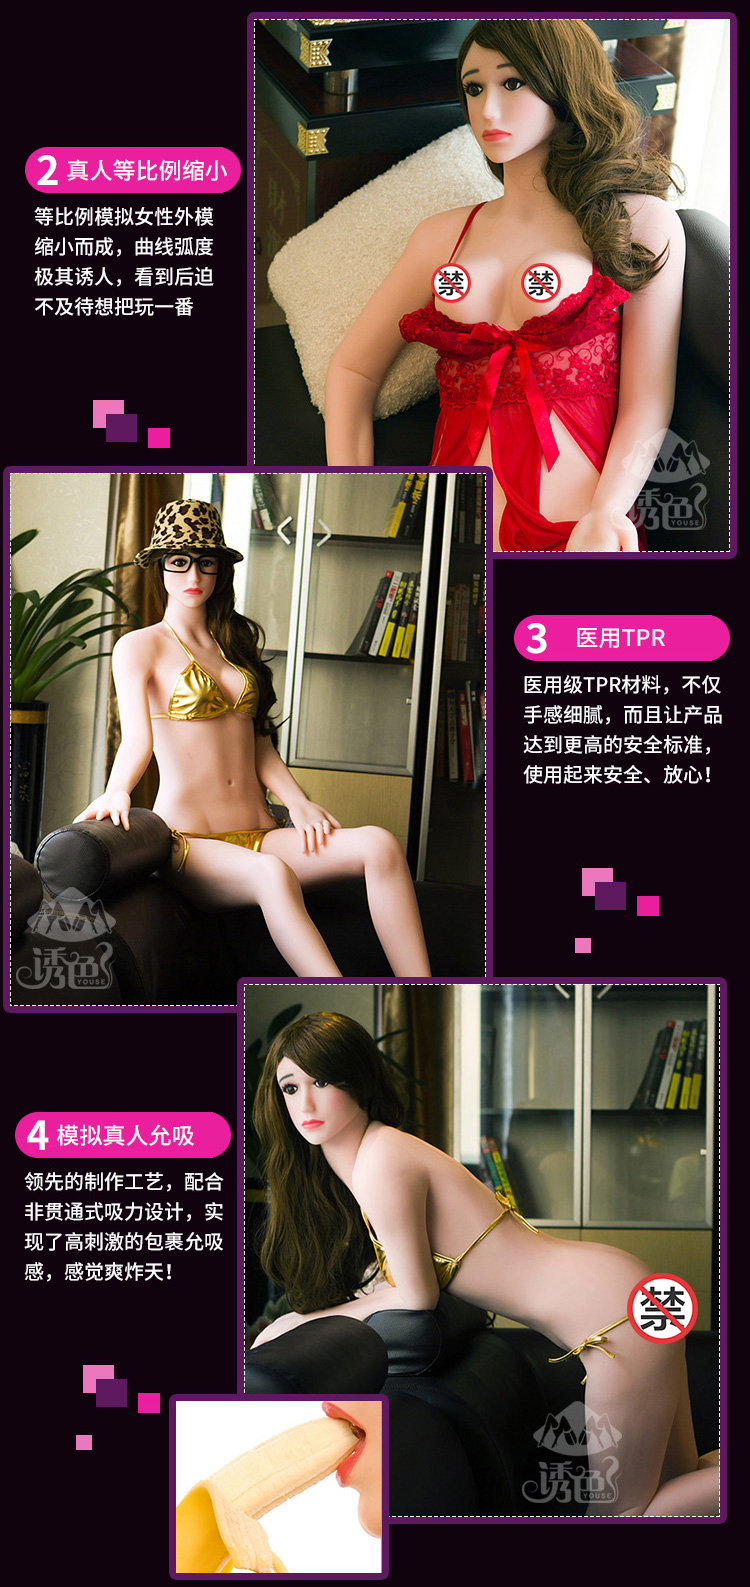 2 真人等比例缩小
等比例模拟女性外模
缩小而成，曲线弧度
极其诱人，看到后迫
不及待想把玩一番
禁 禁
诱色
YOUSE
3 医用TPR
医用级TPR材料，不仅
手感细腻，而且让产品
达到更高的安全标准，
使用起来安全、放心！
诱色
YOUSE
4 模拟真人允吸
领先的制作工艺，配合
非贯通式吸力设计，实
现了高刺激的包裹允吸
感，感觉爽炸天！
禁
诱色
YOUSE